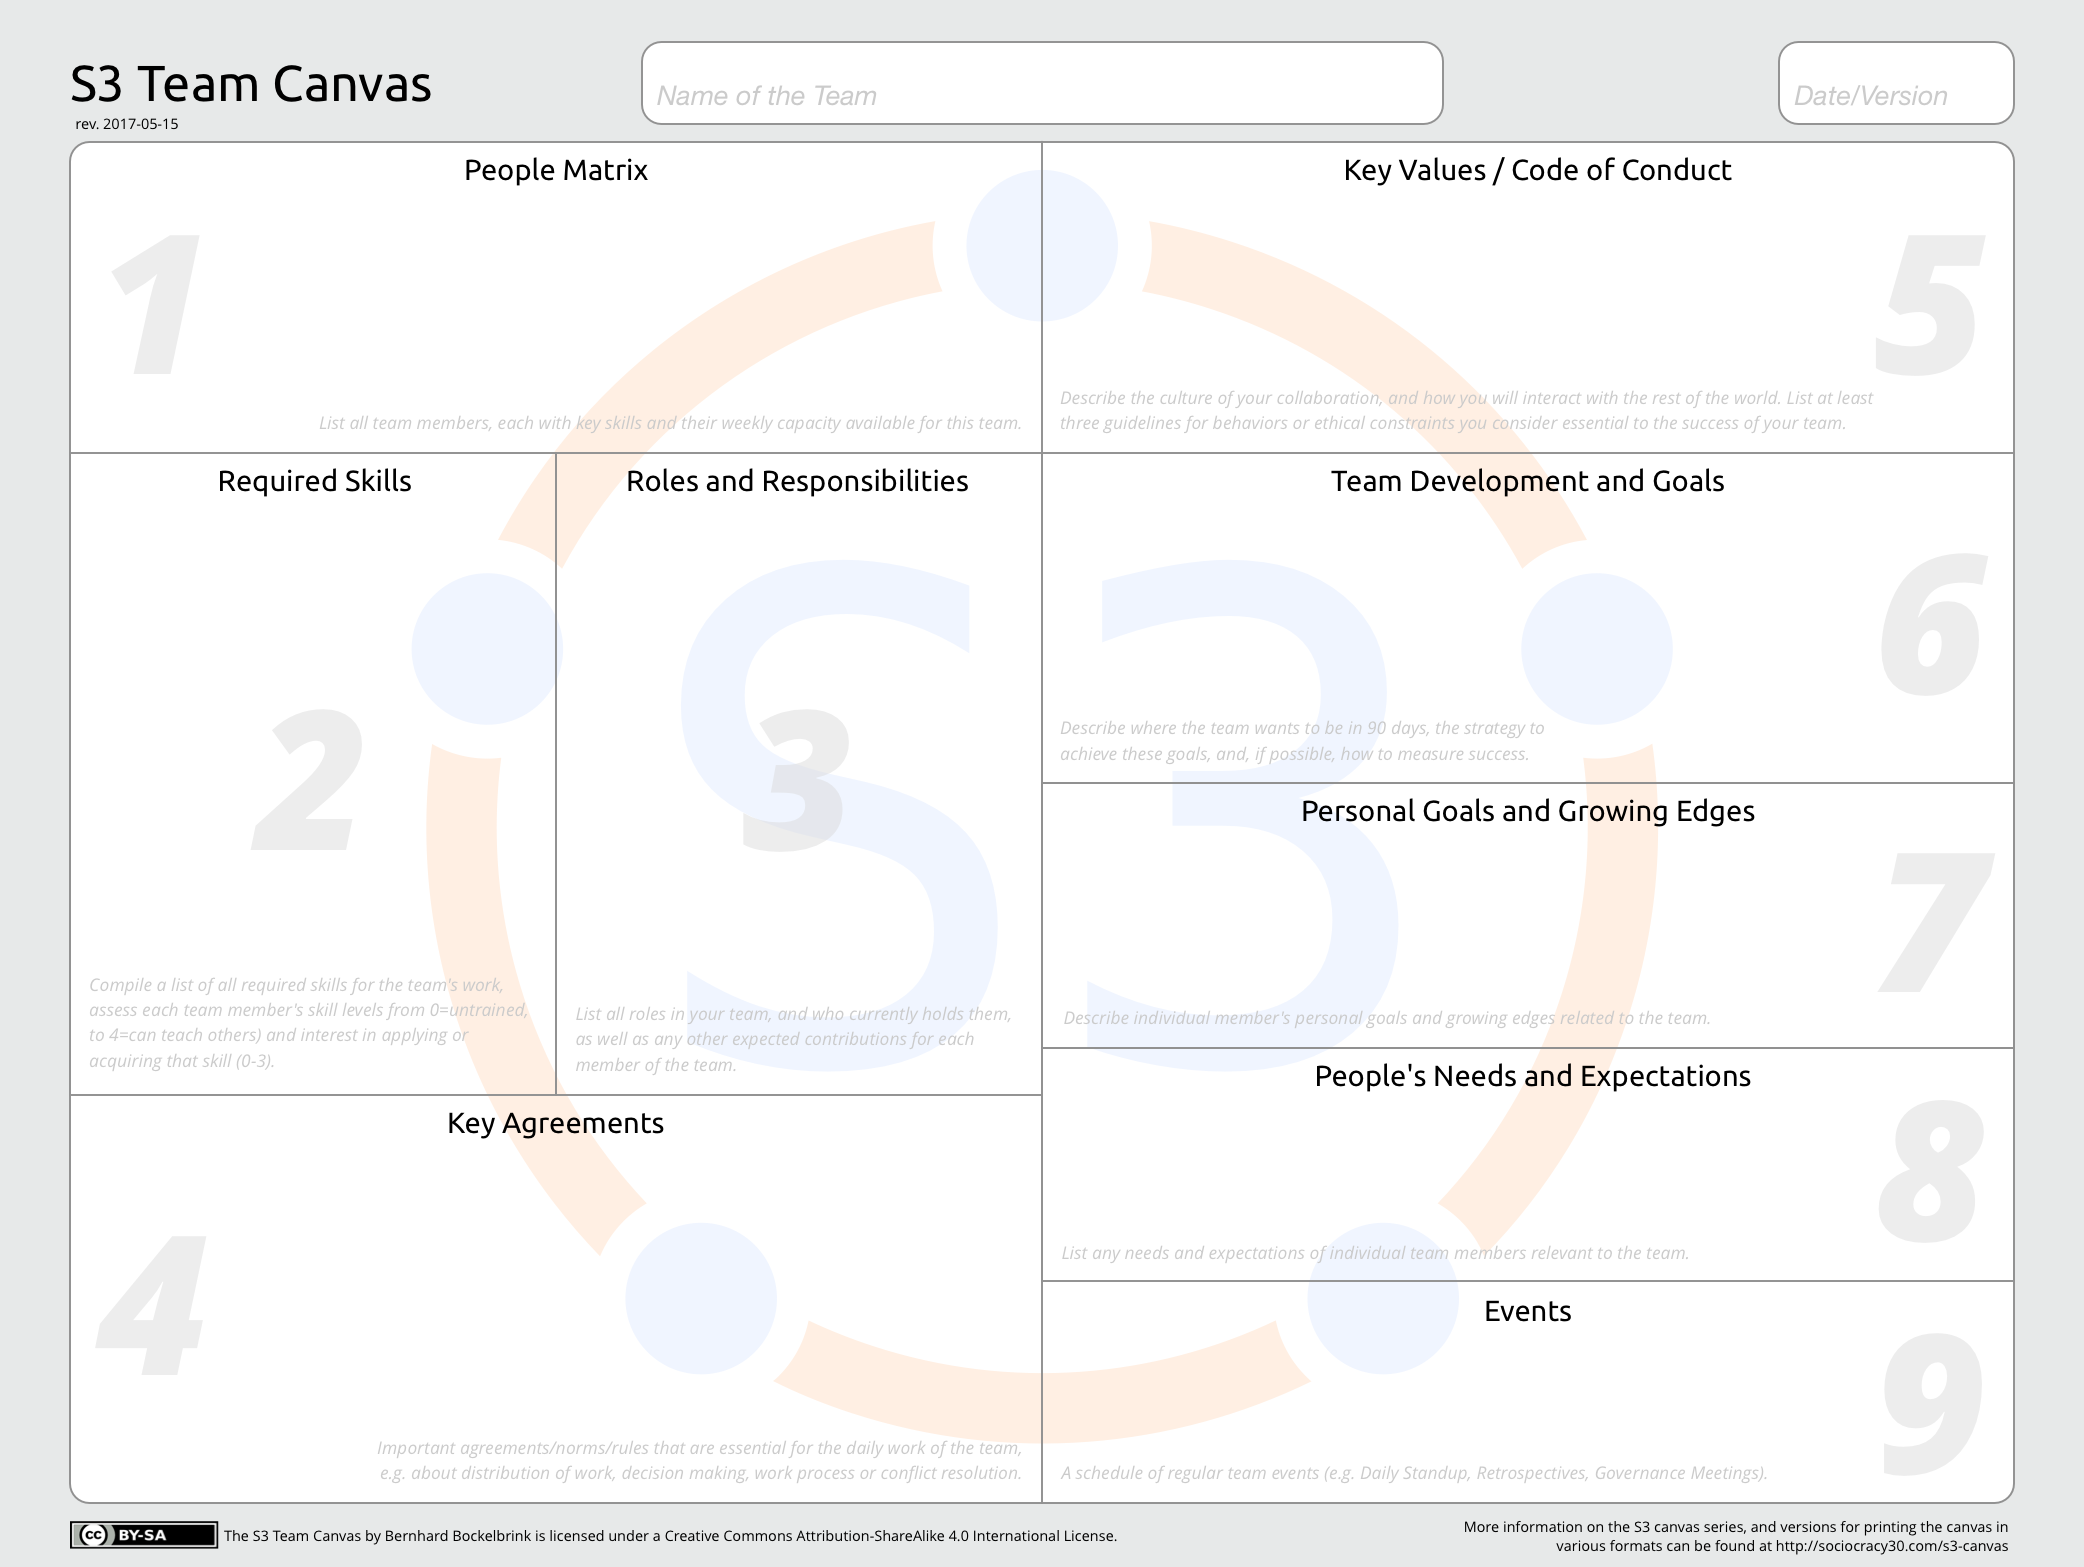 S3 Team Canvas
rev. 2017-05-15
Name of the Team
Date/Version
People Matrix
1
List all team members, each with key skills and their weekly capacity available for this team.
Required Skills
2
Compile a list of all required skills for the team's work,
assess each team member's skill levels from 0=untrained,
to 4=can teach others) and interest in applying or
acquiring that skill (0-3).
Roles and Responsibilities
3
List all roles in your team, and who currently holds them,
as well as any other expected contributions for each
member of the team.
Key Agreements
4
Important agreements/norms/rules that are essential for the daily work of the team,
e.g. about distribution of work, decision making, work process or conflict resolution.
Key Values / Code of Conduct
5
Describe the culture of your collaboration, and how you will interact with the rest of the world. List at least
three guidelines for behaviors or ethical constraints you consider essential to the success of your team.
Team Development and Goals
6
Describe where the team wants to be in 90 days, the strategy to
achieve these goals, and, if possible, how to measure success.
Personal Goals and Growing Edges
7
Describe individual member's personal goals and growing edges related to the team.
People's Needs and Expectations
8
List any needs and expectations of individual team members relevant to the team.
Events
9
A schedule of regular team events (e.g. Daily Standup, Retrospectives, Governance Meetings).
S3
cc BY-SA
The S3 Team Canvas by Bernhard Bockelbrink is licensed under a Creative Commons Attribution-ShareAlike 4.0 International License.
More information on the S3 canvas series, and versions for printing the canvas in
various formats can be found at http://sociocracy30.com/s3-canvas